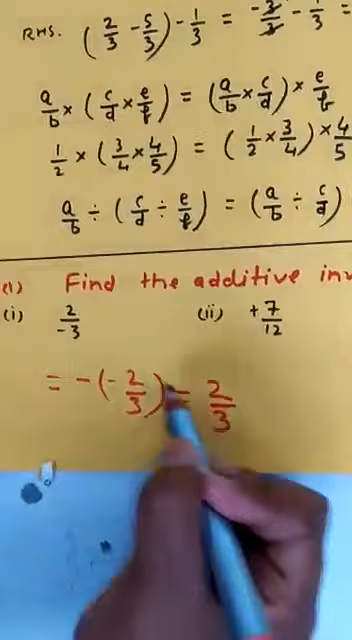 RHS. (2/3 - 5/3) - 1/3 = -3/3 - 1/3 =
a/b × (c/d × e/f) = (a/b × c/d) × e/f
1/2 × (3/4 × 4/5) = (1/2 × 3/4) × 4/5
a/b ÷ (c/d ÷ e/f) = (a/b ÷ c/d)
(1) Find the additive inv
(i) 2/-3 (ii) +7/12
= -(-2/3) = 2/3